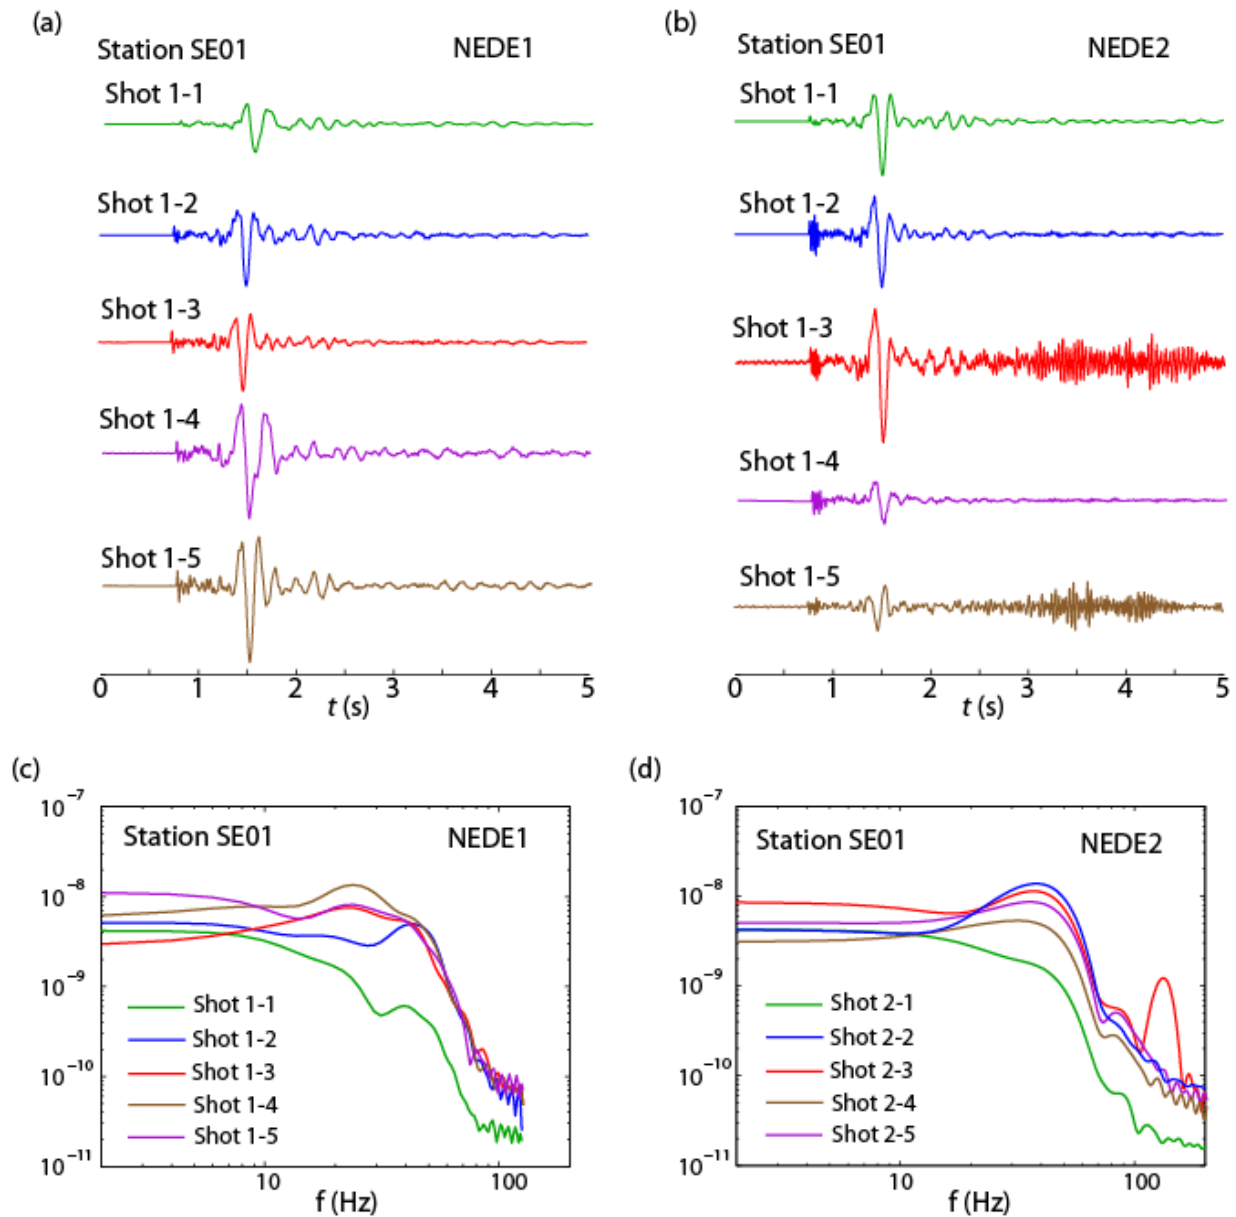 (a)
Station SE01 NEDE1
Shot 1-1
Shot 1-2
Shot 1-3
Shot 1-4
Shot 1-5
0 1 2 3 4 5
t (s)
(b)
Station SE01 NEDE2
Shot 1-1
Shot 1-2
Shot 1-3
Shot 1-4
Shot 1-5
0 1 2 3 4 5
t (s)
(c)
Station SE01 NEDE1
10⁻⁷
10⁻⁸
10⁻⁹
10⁻¹⁰
10⁻¹¹
Shot 1-1
Shot 1-2
Shot 1-3
Shot 1-4
Shot 1-5
10 100
f (Hz)
(d)
Station SE01 NEDE2
10⁻⁷
10⁻⁸
10⁻⁹
10⁻¹⁰
10⁻¹¹
Shot 2-1
Shot 2-2
Shot 2-3
Shot 2-4
Shot 2-5
10 100
f (Hz)